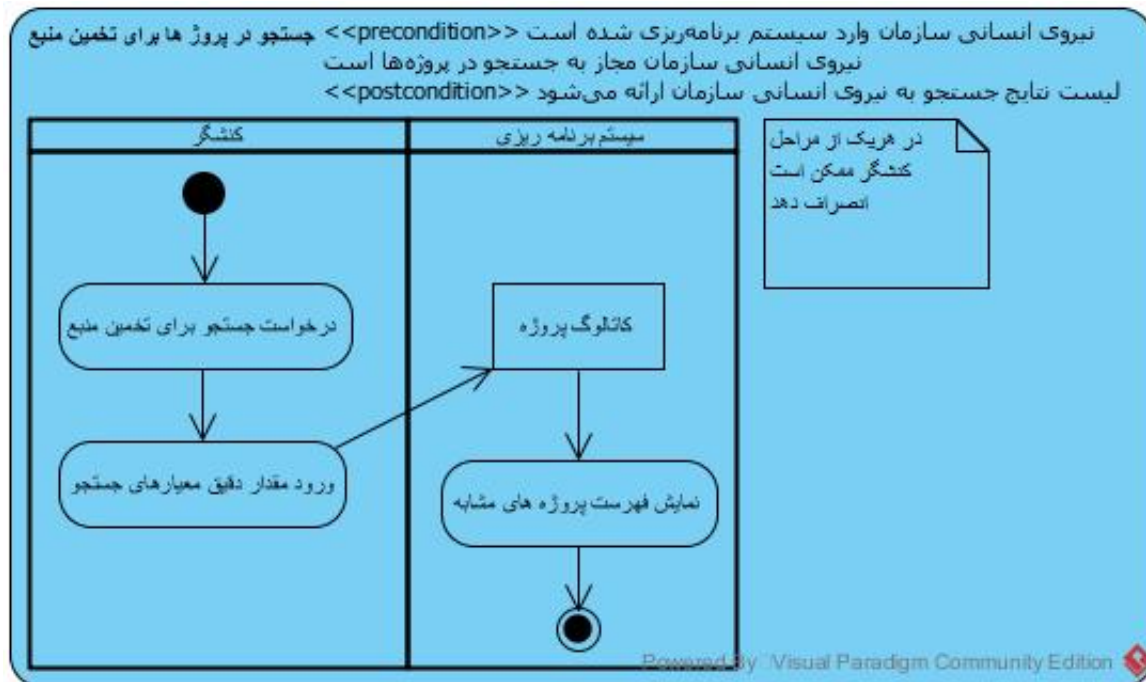 جستجو در پروژ ها برای تخمین منبع <<precondition>> نیروی انسانی سازمان وارد سیستم برنامه‌ریزی شده است
نیروی انسانی سازمان مجاز به جستجو در پروژه‌ها است
<<postcondition>> لیست نتایج جستجو به نیروی انسانی سازمان ارائه می‌شود
کنشگر
سیستم برنامه ریزی
در هریک از مراحل
کنشگر ممکن است
انصراف دهد
درخواست جستجو برای تخمین منبع
کاتالوگ پروژه
ورود مقدار دقیق معیارهای جستجو
نمایش فهرست پروژه های مشابه
Powered By Visual Paradigm Community Edition